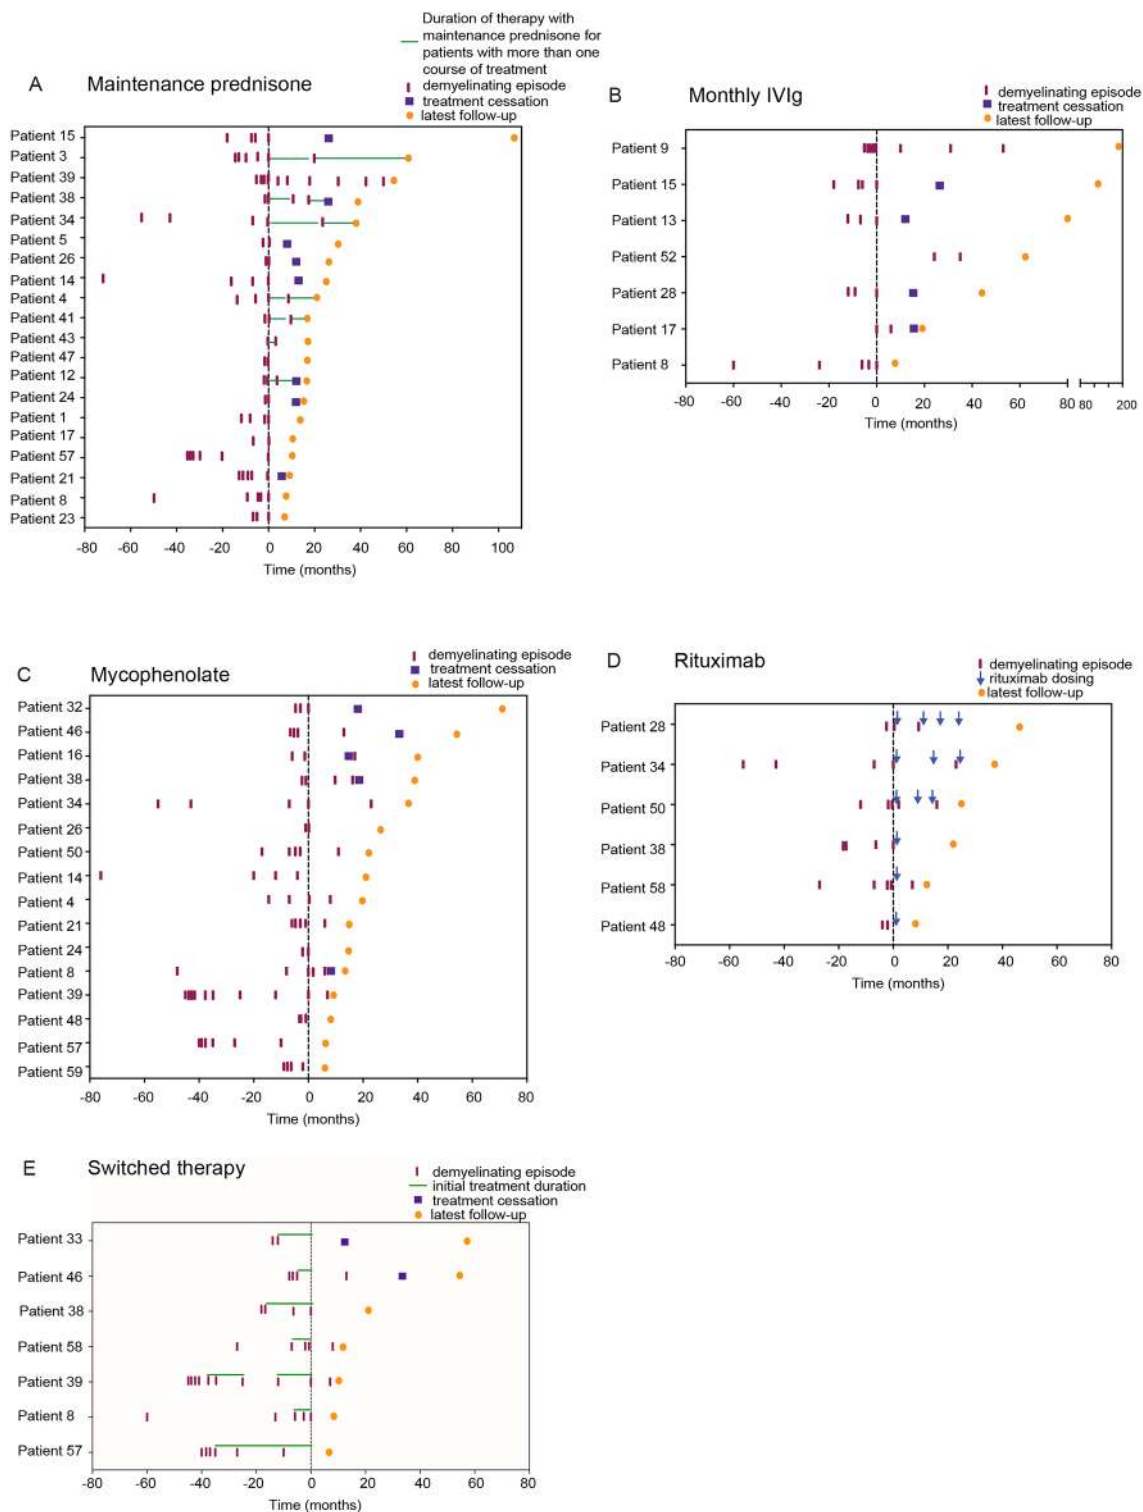 Duration of therapy with
maintenance prednisone for
patients with more than one
course of treatment
A Maintenance prednisone
demyelinating episode
treatment cessation
latest follow-up
Patient 15
Patient 3
Patient 39
Patient 38
Patient 34
Patient 5
Patient 26
Patient 14
Patient 4
Patient 41
Patient 43
Patient 47
Patient 12
Patient 24
Patient 1
Patient 17
Patient 57
Patient 21
Patient 8
Patient 23
-80 -60 -40 -20 0 20 40 60 80 100
Time (months)
B Monthly IVIg
demyelinating episode
treatment cessation
latest follow-up
Patient 9
Patient 15
Patient 13
Patient 52
Patient 28
Patient 17
Patient 8
-80 -60 -40 -20 0 20 40 60 80 80 200
Time (months)
C Mycophenolate
demyelinating episode
treatment cessation
latest follow-up
Patient 32
Patient 46
Patient 16
Patient 38
Patient 34
Patient 26
Patient 50
Patient 14
Patient 4
Patient 21
Patient 24
Patient 8
Patient 39
Patient 48
Patient 57
Patient 59
-80 -60 -40 -20 0 20 40 60 80
Time (months)
D Rituximab
demyelinating episode
rituximab dosing
latest follow-up
Patient 28
Patient 34
Patient 50
Patient 38
Patient 58
Patient 48
-80 -60 -40 -20 0 20 40 60 80
Time (months)
E Switched therapy
demyelinating episode
initial treatment duration
treatment cessation
latest follow-up
Patient 33
Patient 46
Patient 38
Patient 58
Patient 39
Patient 8
Patient 57
-80 -60 -40 -20 0 20 40 60 80
Time (months)